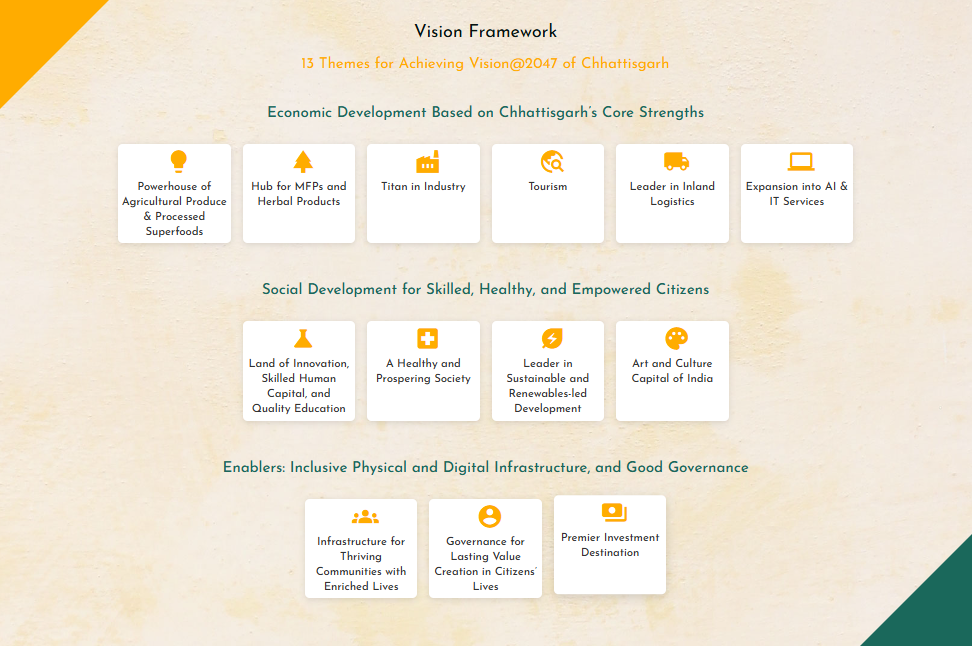 Vision Framework
13 Themes for Achieving Vision@2047 of Chhattisgarh
Economic Development Based on Chhattisgarh's Core Strengths
Powerhouse of
Agricultural Produce
& Processed
Superfoods
Hub for MFPs and
Herbal Products
Titan in Industry
Tourism
Leader in Inland
Logistics
Expansion into AI &
IT Services
Social Development for Skilled, Healthy, and Empowered Citizens
Land of Innovation,
Skilled Human
Capital, and
Quality Education
A Healthy and
Prospering Society
Leader in
Sustainable and
Renewables-led
Development
Art and Culture
Capital of India
Enablers: Inclusive Physical and Digital Infrastructure, and Good Governance
Infrastructure for
Thriving
Communities with
Enriched Lives
Governance for
Lasting Value
Creation in Citizens'
Lives
Premier Investment
Destination